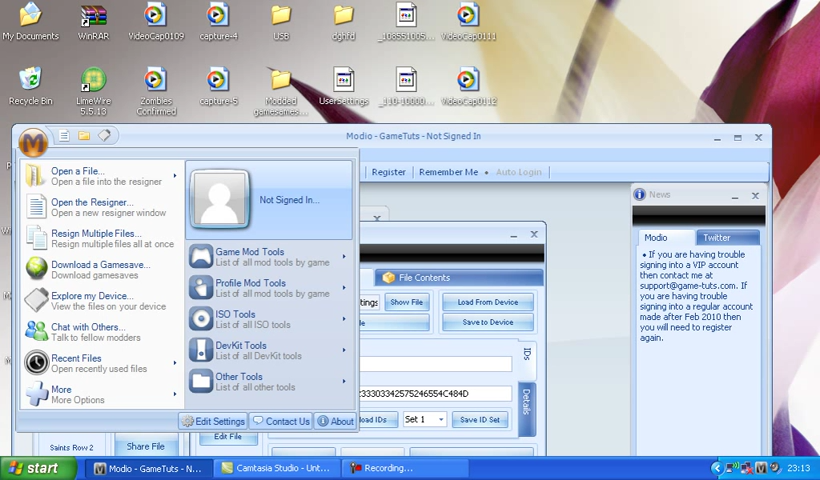 My Documents
WinRAR
VideoCap0109
capture-4
USB
dghfd
_108551005...
VideoCap0111
Recycle Bin
LimeWire
5.5.13
Zombies
Confirmed
capture-5
Modded
gamesames...
UserSettings
_110-10000...
VideoCap0112
Modio - GameTuts - Not Signed In
M
Register
Remember Me
Auto Login
Open a File...
Open a file into the resigner
Open the Resigner...
Open a new resigner window
Resign Multiple Files...
Resign multiple files all at once
Download a Gamesave...
Download gamesaves
Explore my Device...
View the files on your device
Chat with Others...
Talk to fellow modders
Recent Files
Open recently used files
More
More Options
Not Signed In...
Game Mod Tools
List of all mod tools by game
Profile Mod Tools
List of all mod tools by game
ISO Tools
List of all ISO tools
DevKit Tools
List of all DevKit tools
Other Tools
List of all other tools
Edit Settings
Contact Us
About
File Contents
Show File
Load From Device
Save to Device
IDs
Details
Set 1
Save ID Set
Edit File
Saints Row 2
Share File
News
Modio
Twitter
• If you are having trouble
signing into a VIP account
then contact me at
support@game-tuts.com. If
you are having trouble
signing into a regular account
made after Feb 2010 then
you will need to register
again.
start
Modio - GameTuts - N...
Camtasia Studio - Unt...
Recording...
23:13